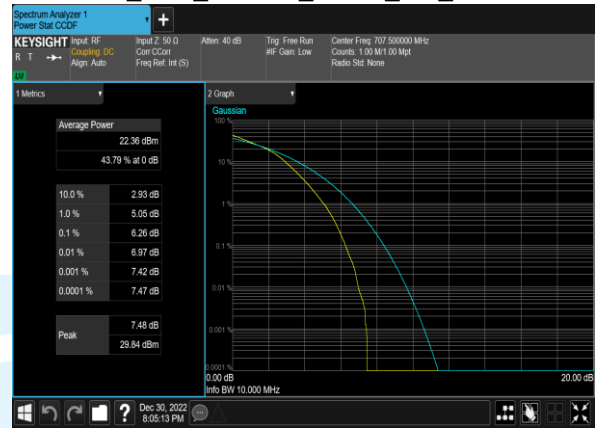 Spectrum Analyzer 1
Power Stat CCDF
KEYSIGHT
R T
LU
Input: RF
Coupling: DC
Align: Auto
Input Z: 50 Ω
Corr CCorr
Freq Ref: Int (S)
Atten: 40 dB
Trig: Free Run
#IF Gain: Low
Center Freq: 707.500000 MHz
Counts: 1.00 M/1.00 Mpt
Radio Std: None
1 Metrics
Average Power
22.36 dBm
43.79 % at 0 dB
10.0 % 2.93 dB
1.0 % 5.05 dB
0.1 % 6.26 dB
0.01 % 6.97 dB
0.001 % 7.42 dB
0.0001 % 7.47 dB
Peak
7.48 dB
29.84 dBm
2 Graph
Gaussian
100 %
10 %
1 %
0.1 %
0.01 %
0.001 %
0.0001 %
0.00 dB 20.00 dB
Info BW 10.000 MHz
?
Dec 30, 2022
8:05:13 PM